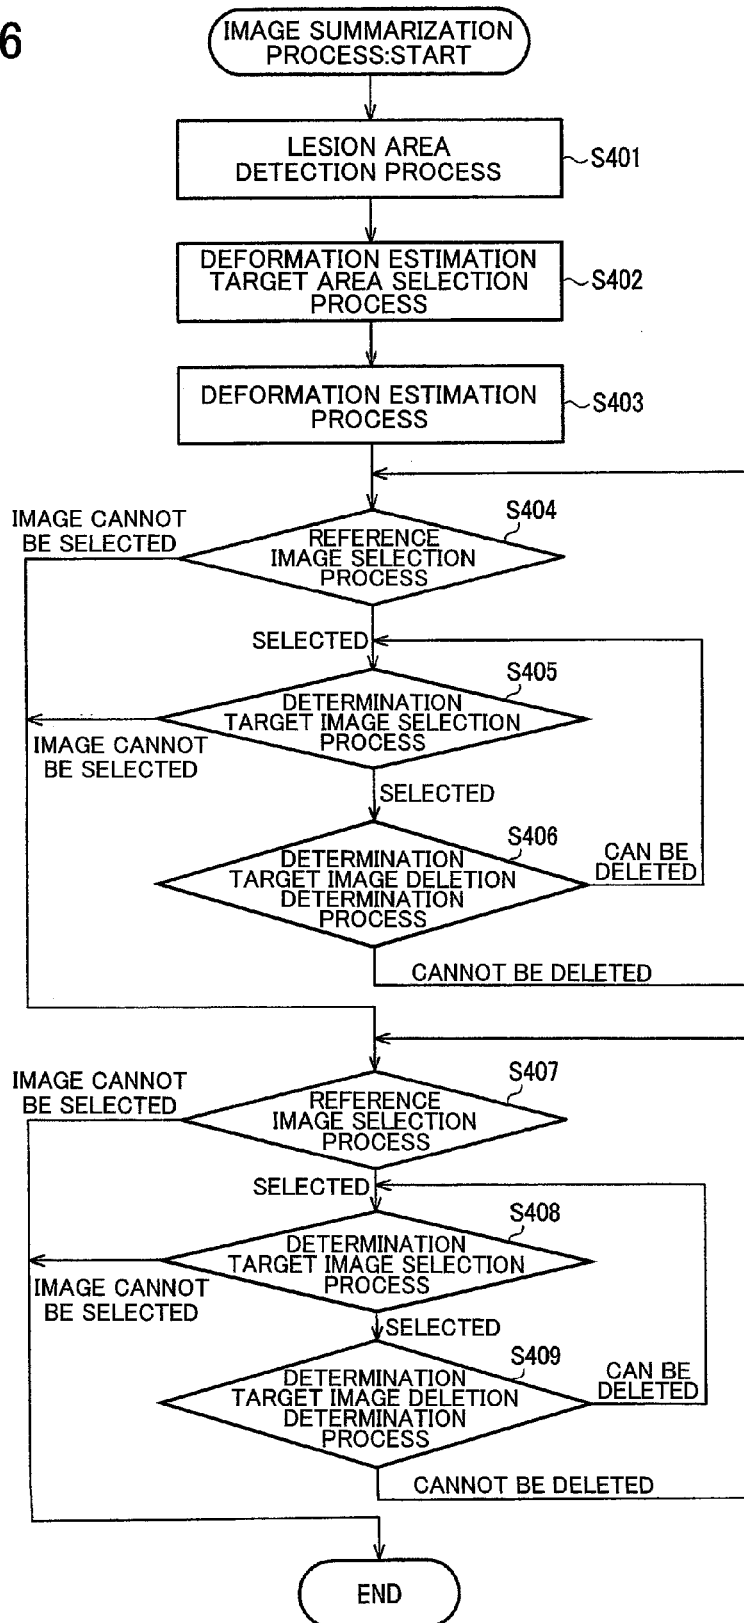 6
IMAGE SUMMARIZATION
PROCESS:START
LESION AREA
DETECTION PROCESS
S401
DEFORMATION ESTIMATION
TARGET AREA SELECTION
PROCESS
S402
DEFORMATION ESTIMATION
PROCESS
S403
IMAGE CANNOT
BE SELECTED
S404
REFERENCE
IMAGE SELECTION
PROCESS
SELECTED
S405
DETERMINATION
TARGET IMAGE SELECTION
PROCESS
IMAGE CANNOT
BE SELECTED
SELECTED
S406
DETERMINATION
TARGET IMAGE DELETION
DETERMINATION
PROCESS
CAN BE
DELETED
CANNOT BE DELETED
IMAGE CANNOT
BE SELECTED
S407
REFERENCE
IMAGE SELECTION
PROCESS
SELECTED
S408
DETERMINATION
TARGET IMAGE SELECTION
PROCESS
IMAGE CANNOT
BE SELECTED
SELECTED
S409
DETERMINATION
TARGET IMAGE DELETION
DETERMINATION
PROCESS
CAN BE
DELETED
CANNOT BE DELETED
END